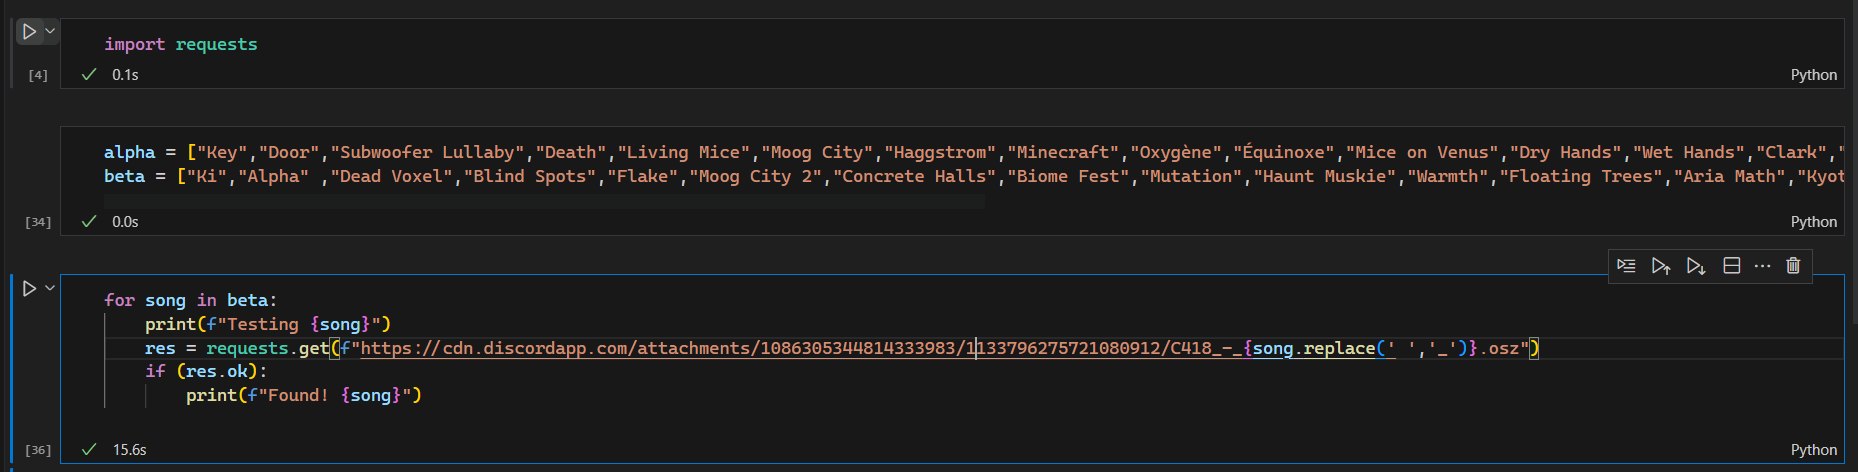 import requests
[4] 0.1s Python
alpha = ["Key","Door","Subwoofer Lullaby","Death","Living Mice","Moog City","Haggstrom","Minecraft","Oxygène","Équinoxe","Mice on Venus","Dry Hands","Wet Hands","Clark","
beta = ["Ki","Alpha" ,"Dead Voxel","Blind Spots","Flake","Moog City 2","Concrete Halls","Biome Fest","Mutation","Haunt Muskie","Warmth","Floating Trees","Aria Math","Kyot
[34] 0.0s Python
for song in beta:
print(f"Testing {song}")
res = requests.get(f"https://cdn.discordapp.com/attachments/1086305344814333983/1133796275721080912/C418_-_{song.replace(' ','_')}.osz")
if (res.ok):
print(f"Found! {song}")
[36] 15.6s Python